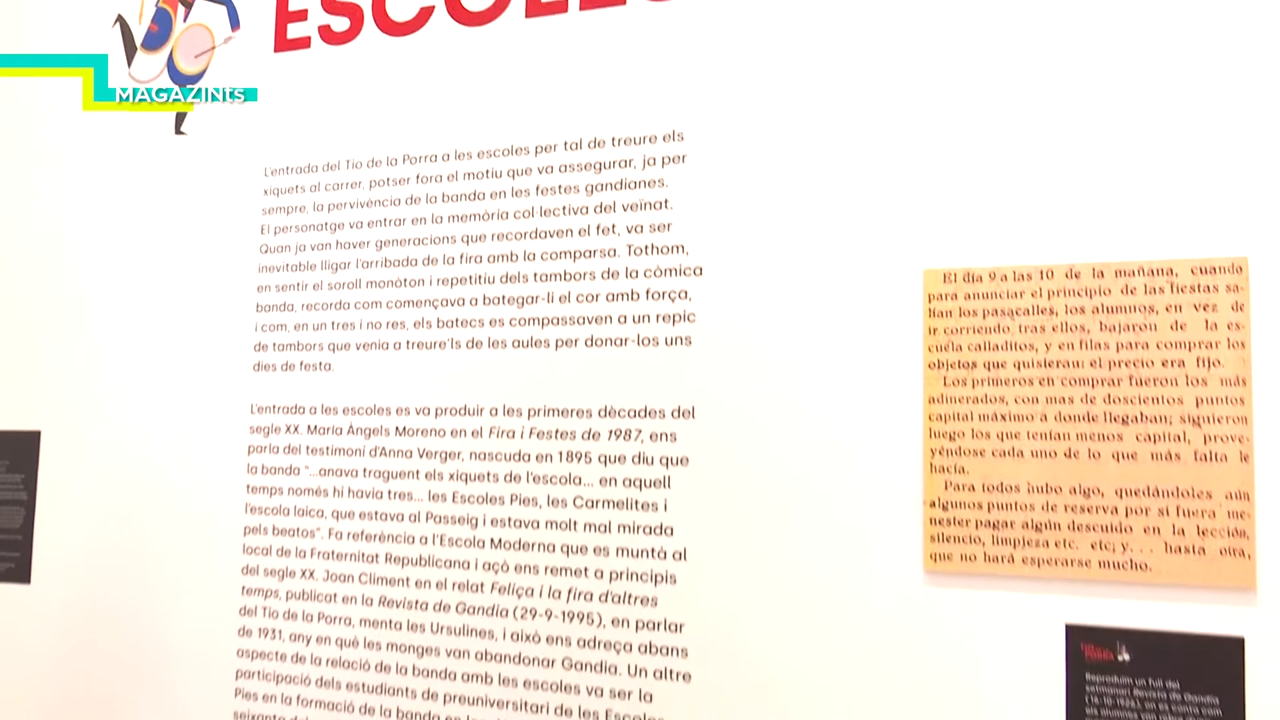 ESCOLES
MAGAZINts
L'entrada del Tio de la Porra a les escoles per tal de treure els
xiquets al carrer, potser fora el motiu que va assegurar, ja per
sempre, la pervivència de la banda en les festes gandianes.
El personatge va entrar en la memòria col·lectiva del veïnat.
Quan ja van haver generacions que recordaven el fet, va ser
inevitable lligar l'arribada de la fira amb la comparsa. Tothom,
en sentir el soroll monòton i repetitiu dels tambors de la còmica
banda, recorda com començava a bategar-li el cor amb força,
i com, en un tres i no res, els batecs es compassaven a un repic
de tambors que venia a treure'ls de les aules per donar-los uns
dies de festa.
L'entrada a les escoles es va produir a les primeres dècades del
segle XX. Maria Àngels Moreno en el Fira i Festes de 1987, ens
parla del testimoni d'Anna Verger, nascuda en 1895 que diu que
la banda "...anava traguent els xiquets de l'escola... en aquell
temps només hi havia tres... les Escoles Pies, les Carmelites i
l'escola laica, que estava al Passeig i estava molt mal mirada
pels beatos". Fa referència a l'Escola Moderna que es muntà al
local de la Fraternitat Republicana i açò ens remet a principis
del segle XX. Joan Climent en el relat Feliça i la fira d'altres
temps, publicat en la Revista de Gandia (29-9-1995), en parlar
del Tio de la Porra, menta les Ursulines, i això ens adreça abans
de 1931, any en què les monges van abandonar Gandia. Un altre
aspecte de la relació de la banda amb les escoles va ser la
participació dels estudiants de preuniversitari de les Escoles
Pies en la formació de la banda en
seixanta
El día 9 a las 10 de la mañana, cuando
para anunciar el principio de las fiestas sa-
lían los pasacalles, los alumnos, en vez de
ir corriendo tras ellos, bajaron de la es-
cuela calladitos, y en filas para comprar los
objetos que quisieran: el precio era fijo.
Los primeros en comprar fueron los más
adinerados, con mas de doscientos puntos
capital máximo a donde llegaban; siguieron
luego los que tenían menos capital, prove-
yéndose cada uno de lo que más falta le
hacía.
Para todos hubo algo, quedándoles aún
algunos puntos de reserva por si fuera me-
nester pagar algún descuido en la lección,
silencio, limpieza etc. etc; y. . . hasta otra,
que no hará esperarse mucho.
PORRA
Reproduïm un full del
setmanari Revista de Gandia